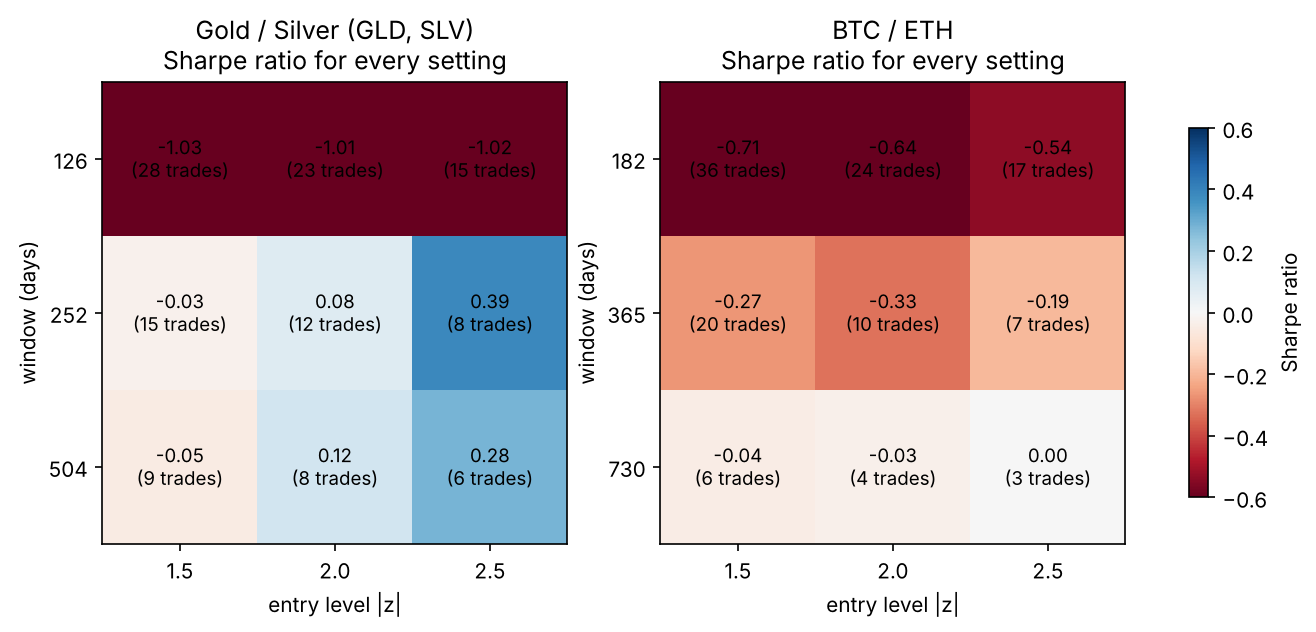 Gold / Silver (GLD, SLV)
Sharpe ratio for every setting
window (days)
126
-1.03
(28 trades)
-1.01
(23 trades)
-1.02
(15 trades)
252
-0.03
(15 trades)
0.08
(12 trades)
0.39
(8 trades)
504
-0.05
(9 trades)
0.12
(8 trades)
0.28
(6 trades)
1.5
2.0
2.5
entry level |z|
BTC / ETH
Sharpe ratio for every setting
window (days)
182
-0.71
(36 trades)
-0.64
(24 trades)
-0.54
(17 trades)
365
-0.27
(20 trades)
-0.33
(10 trades)
-0.19
(7 trades)
730
-0.04
(6 trades)
-0.03
(4 trades)
0.00
(3 trades)
1.5
2.0
2.5
entry level |z|
0.6
0.4
0.2
0.0
−0.2
−0.4
−0.6
Sharpe ratio